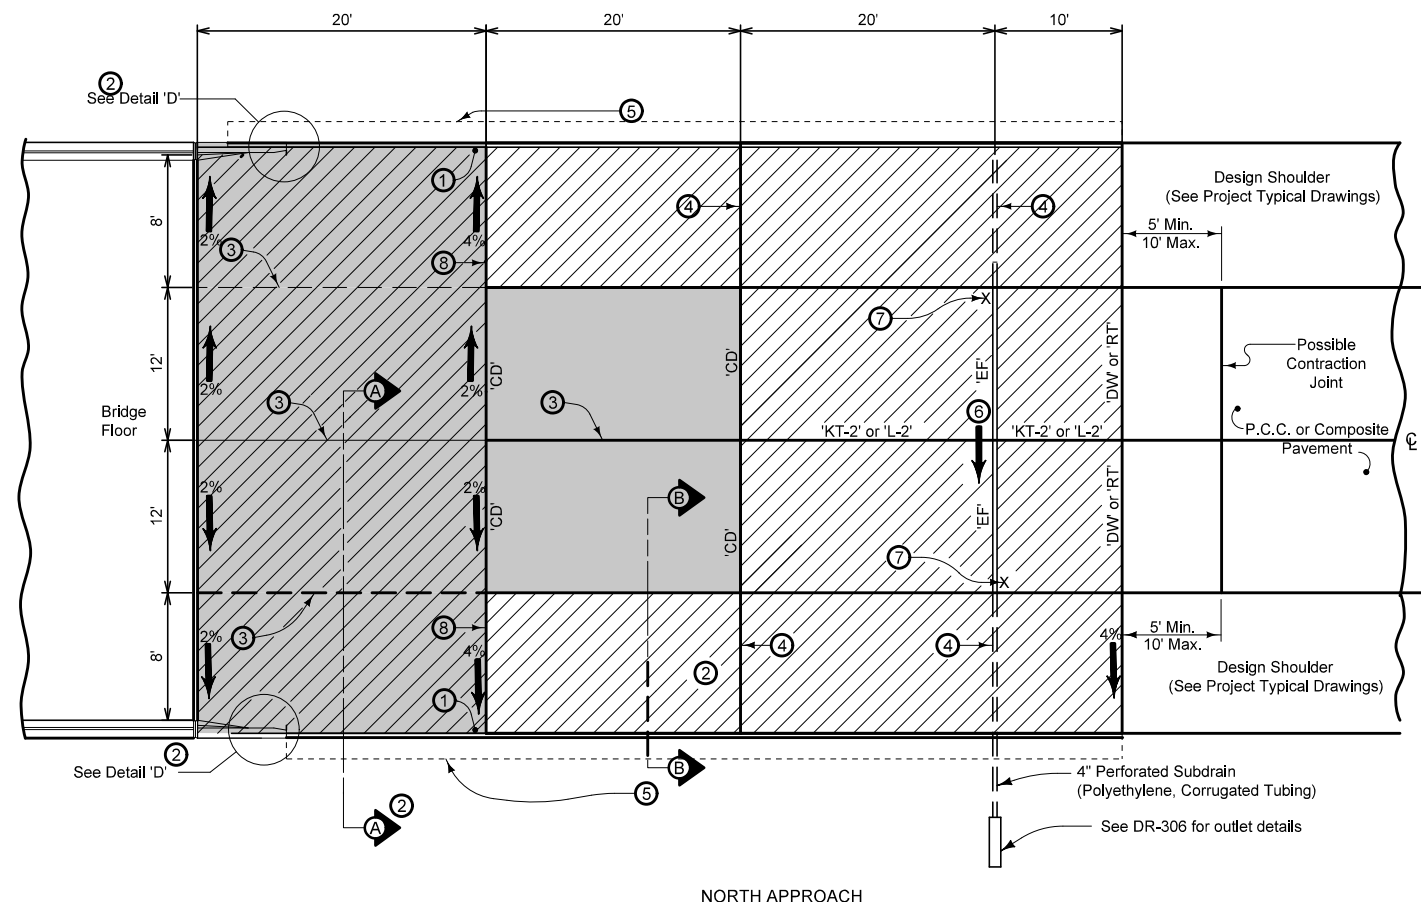 20'
20'
20'
10'
2
See Detail 'D'
5
1
4
4
Design Shoulder
(See Project Typical Drawings)
5' Min.
10' Max.
8'
2%
4%
3
8
7
X
12'
2%
2%
'CD'
'CD'
'EF'
'DW' or 'RT'
Possible
Contraction
Joint
A
3
3
6
Bridge
Floor
'KT-2' or 'L-2'
'KT-2' or 'L-2'
P.C.C. or Composite
Pavement
CL
12'
2%
2%
'CD'
'CD'
'EF'
'DW' or 'RT'
B
7
X
8'
2%
4%
3
8
4
4
4%
5' Min.
10' Max.
2
1
Design Shoulder
(See Project Typical Drawings)
2
See Detail 'D'
B
5
4" Perforated Subdrain
(Polyethylene, Corrugated Tubing)
2
A
See DR-306 for outlet details
NORTH APPROACH